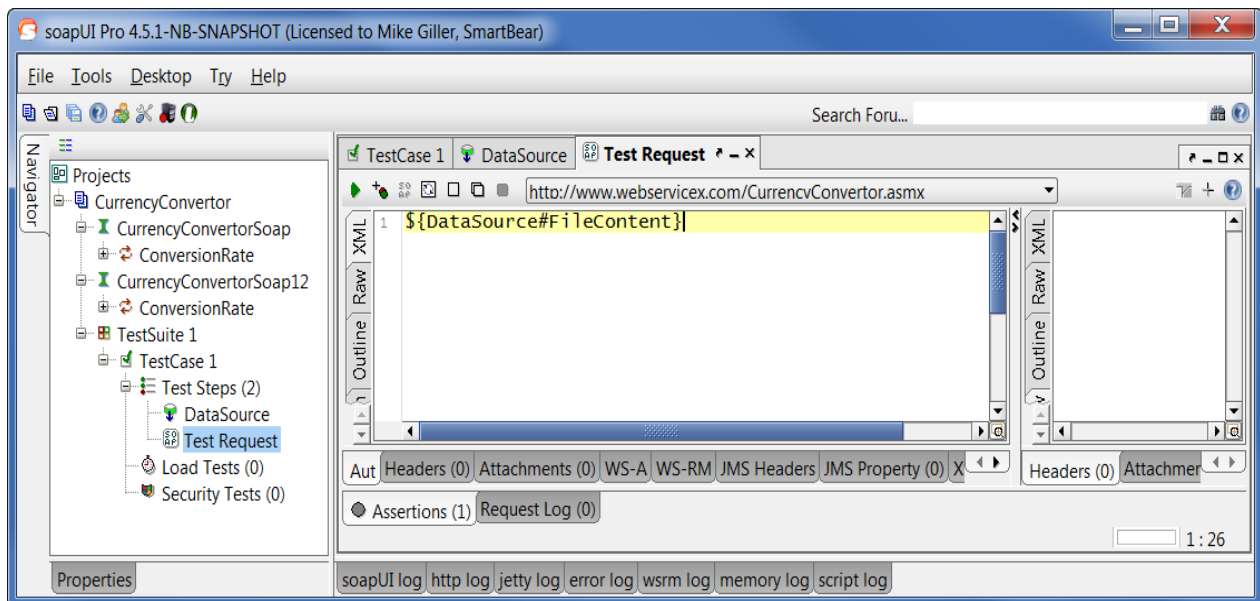 soapUI Pro 4.5.1-NB-SNAPSHOT (Licensed to Mike Giller, SmartBear)
File Tools Desktop Try Help
Search Foru...
Navigator
Projects
CurrencyConvertor
CurrencyConvertorSoap
ConversionRate
CurrencyConvertorSoap12
ConversionRate
TestSuite 1
TestCase 1
Test Steps (2)
DataSource
Test Request
Load Tests (0)
Security Tests (0)
Properties
TestCase 1 DataSource Test Request
http://www.webservicex.com/CurrencyConvertor.asmx
XML
Raw
Outline
1 ${DataSource#FileContent}
XML
Raw
Outline
Aut Headers (0) Attachments (0) WS-A WS-RM JMS Headers JMS Property (0) X
Headers (0) Attachmer
Assertions (1) Request Log (0)
1 : 26
soapUI log http log jetty log error log wsrm log memory log script log